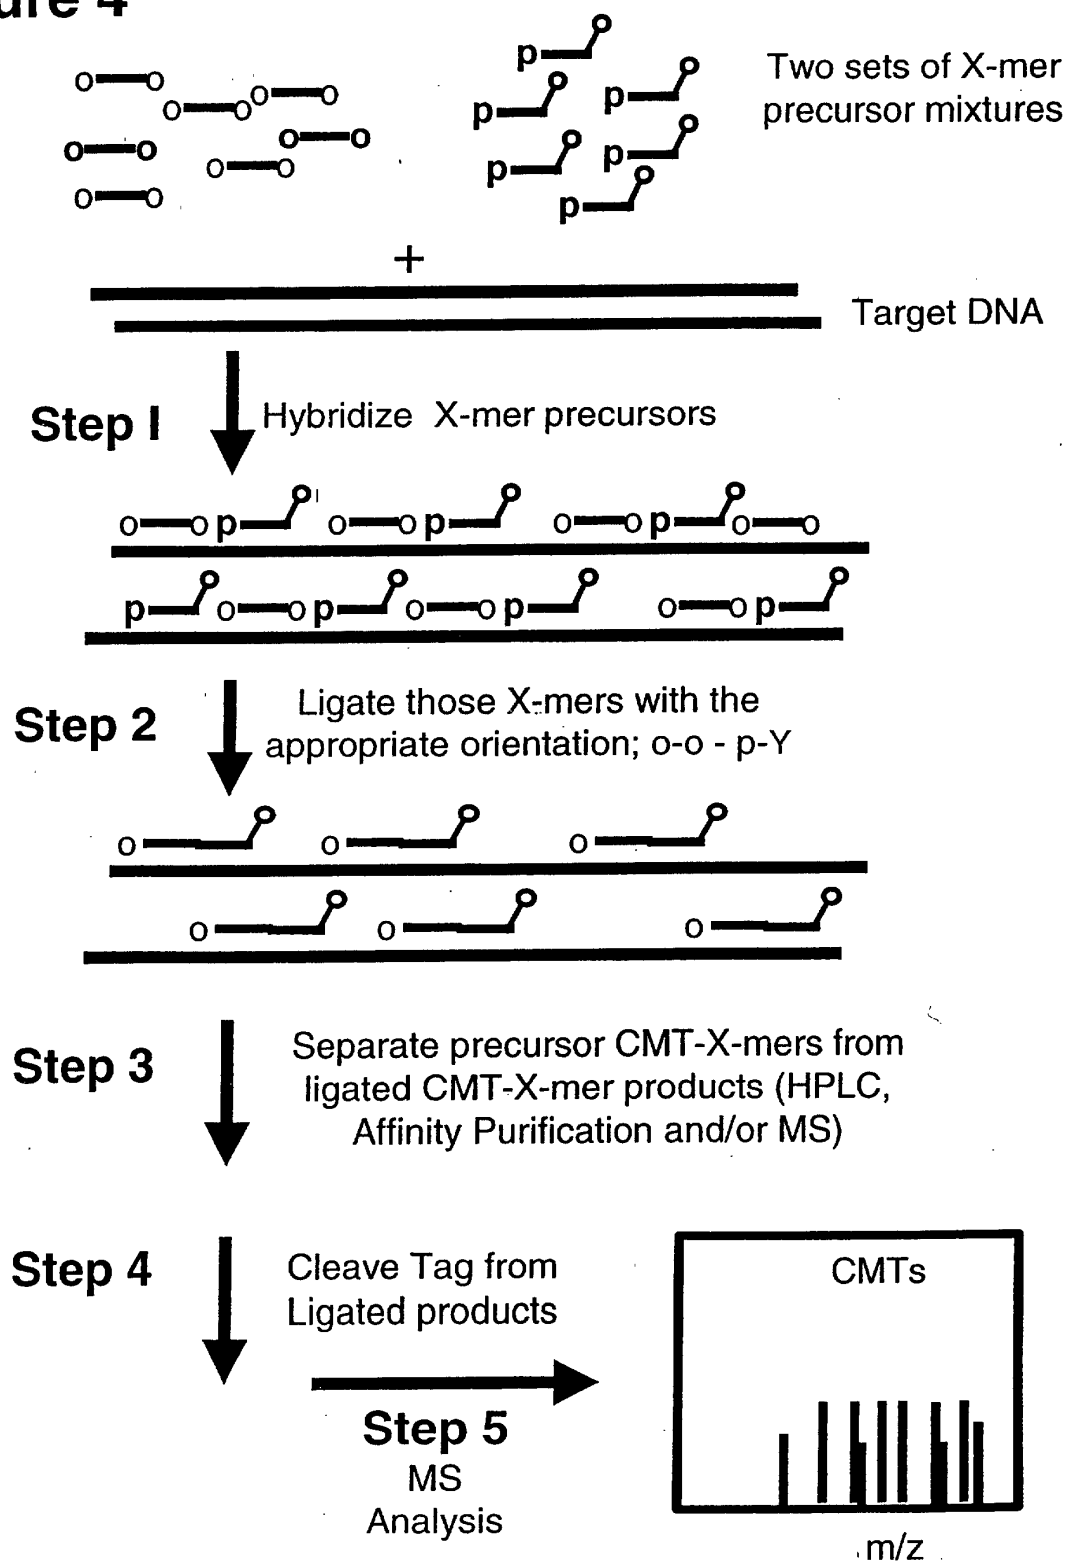 Two sets of X-mer
precursor mixtures
+
Target DNA
Step I
Hybridize X-mer precursors
o o p o o p o o p o o
p o o p o o p o o p
Step 2
Ligate those X-mers with the
appropriate orientation; o-o - p-Y
Step 3
Separate precursor CMT-X-mers from
ligated CMT-X-mer products (HPLC,
Affinity Purification and/or MS)
Step 4
Cleave Tag from
Ligated products
CMTs
Step 5
MS
Analysis
m/z